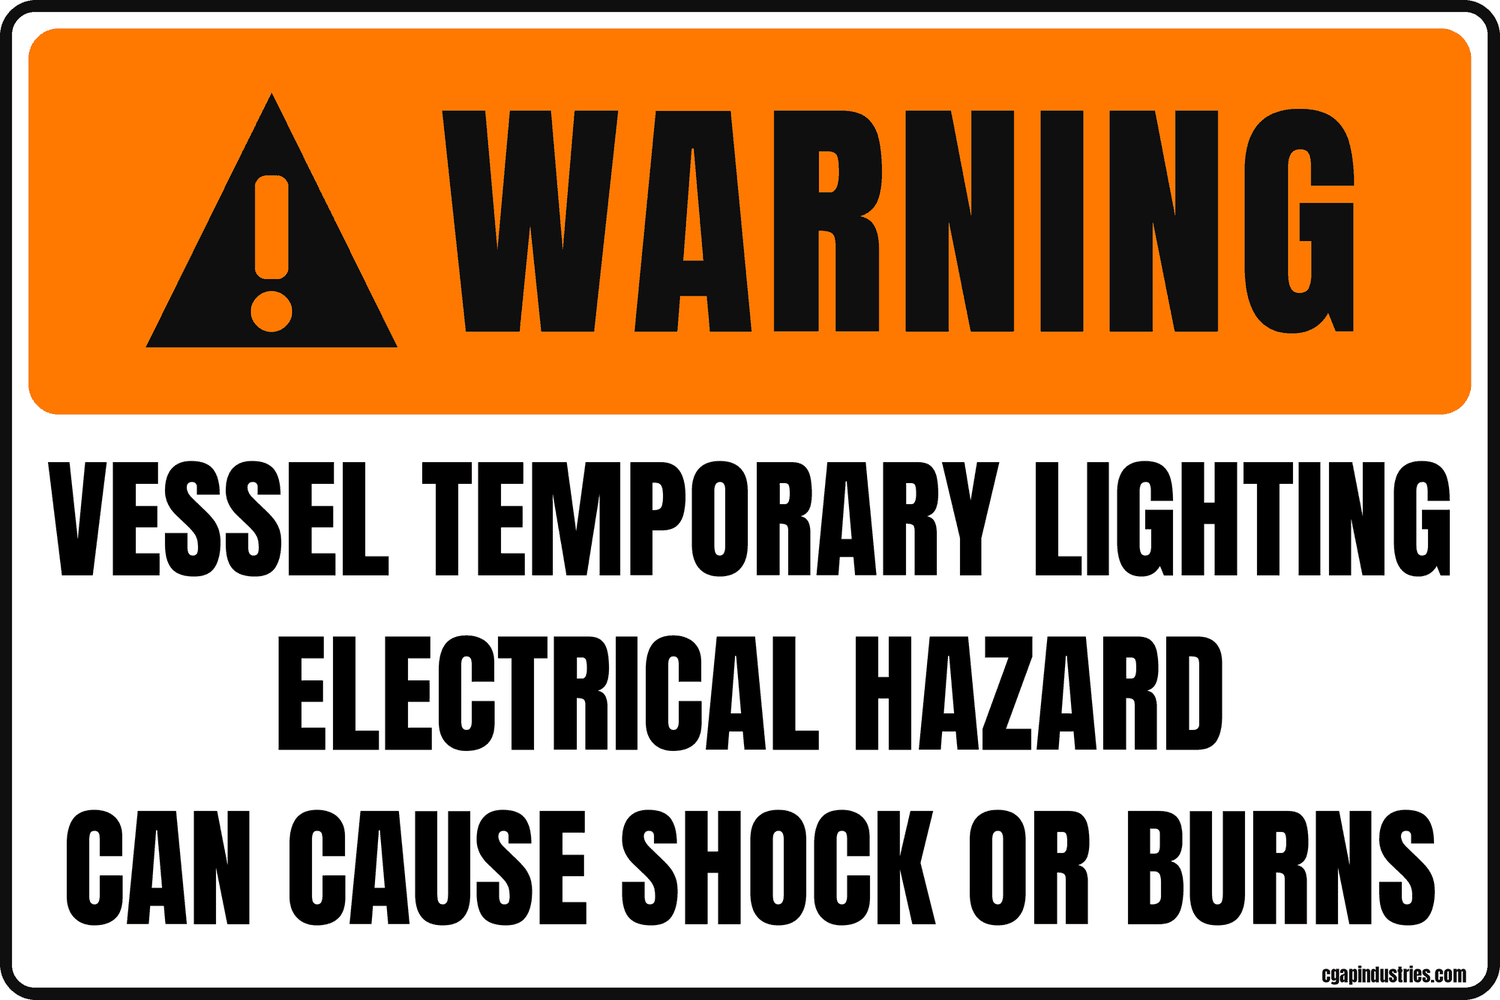 WARNING
VESSEL TEMPORARY LIGHTING
ELECTRICAL HAZARD
CAN CAUSE SHOCK OR BURNS
cgapindustries.com